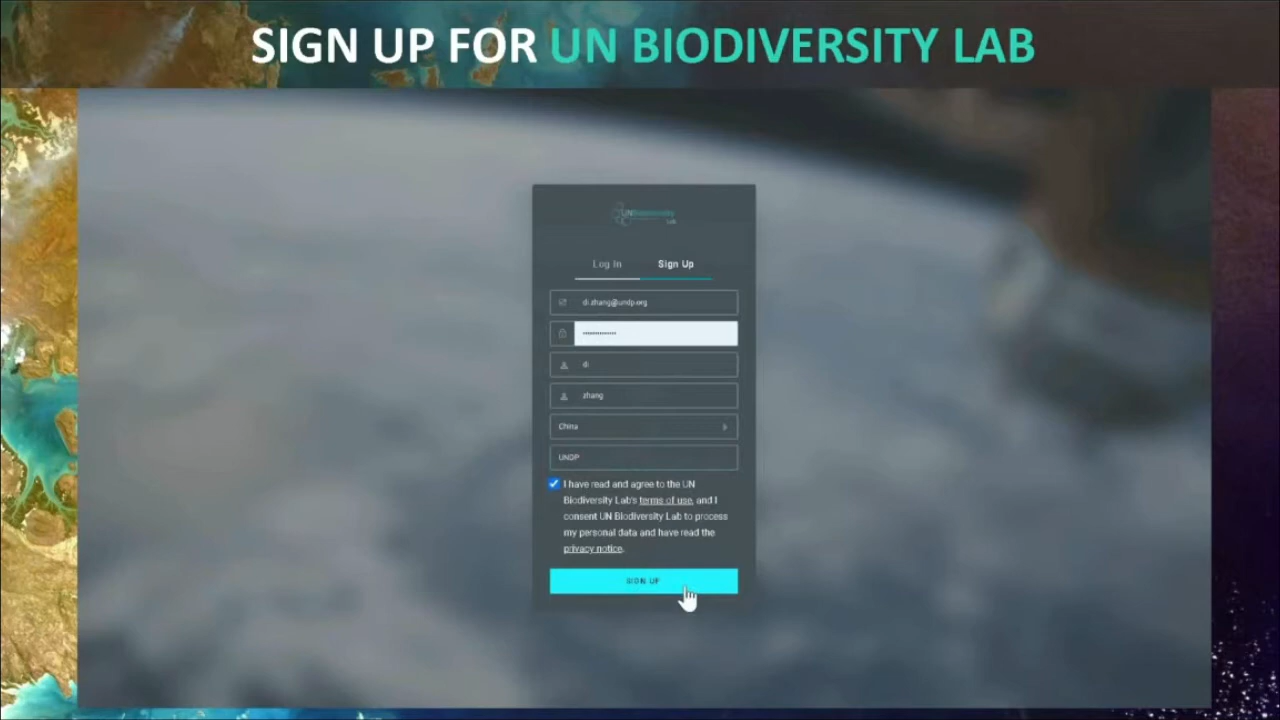 SIGN UP FOR UN BIODIVERSITY LAB
UNBiodiversity
Lab
Log In Sign Up
di.zhang@undp.org
di
zhang
China
UNDP
I have read and agree to the UN
Biodiversity Lab's terms of use, and I
consent UN Biodiversity Lab to process
my personal data and have read the
privacy notice.
SIGN UP